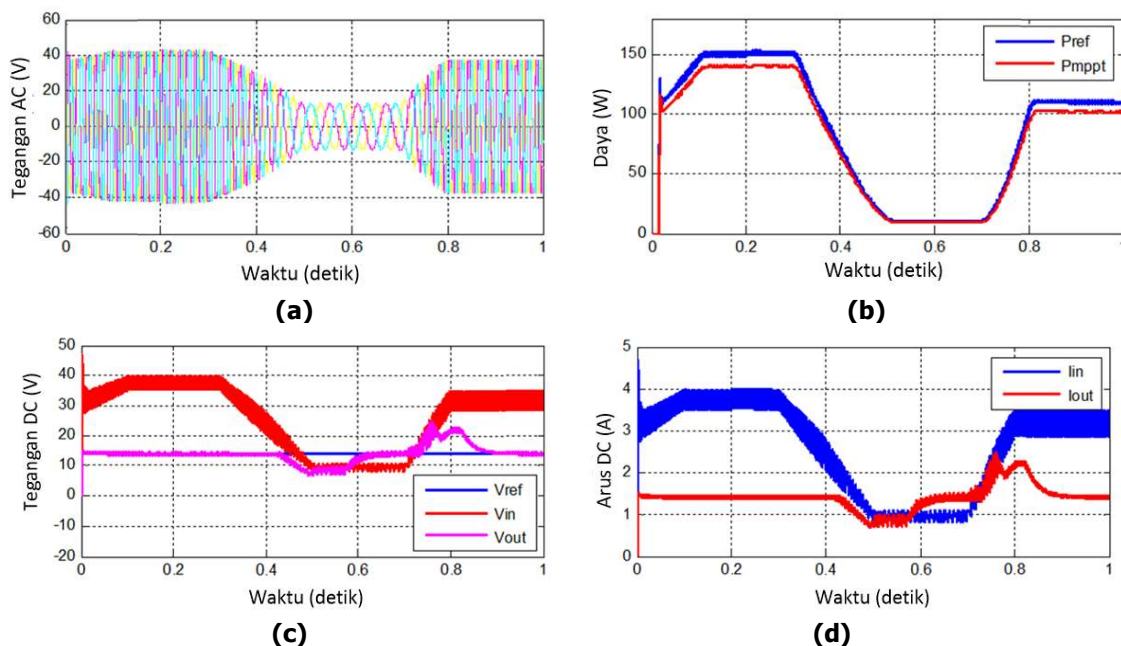 Tegangan AC (V)
60
40
20
0
-20
-40
-60
0
0.2
0.4
0.6
0.8
1
Waktu (detik)
(a)
Daya (W)
150
100
50
0
0
0.2
0.4
0.6
0.8
1
Pref
Pmppt
Waktu (detik)
(b)
Tegangan DC (V)
50
40
30
20
10
0
-10
-20
0
0.2
0.4
0.6
0.8
1
Vref
Vin
Vout
Waktu (detik)
(c)
Arus DC (A)
5
4
3
2
1
0
0
0.2
0.4
0.6
0.8
1
Iin
Iout
Waktu (detik)
(d)